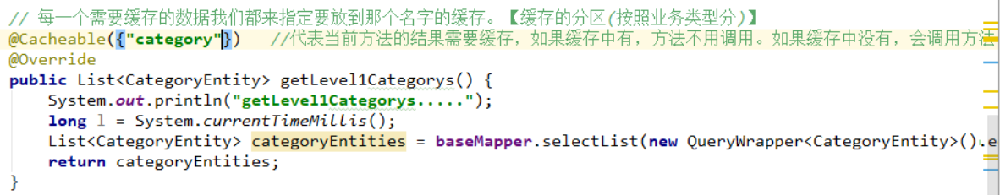 // 每一个需要缓存的数据我们都来指定要放到那个名字的缓存。【缓存的分区(按照业务类型分)】
@Cacheable({"category"})   //代表当前方法的结果需要缓存，如果缓存中有，方法不用调用。如果缓存中没有，会调用方法
@Override
public List<CategoryEntity> getLevel1Categorys() {
    System.out.println("getLevel1Categorys.....");
    long l = System.currentTimeMillis();
    List<CategoryEntity> categoryEntities = baseMapper.selectList(new QueryWrapper<CategoryEntity>().e
    return categoryEntities;
}